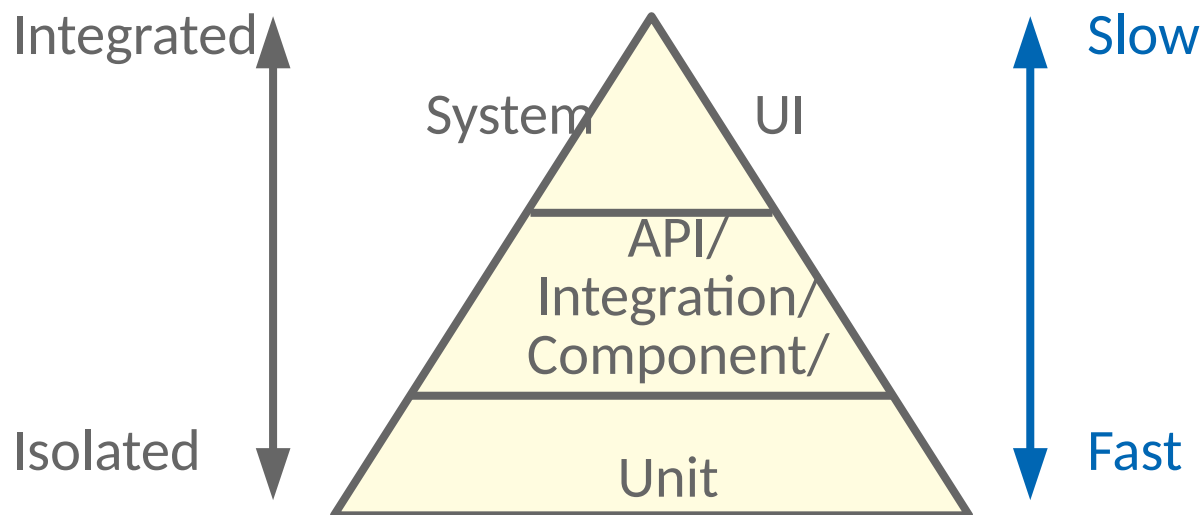 Integrated
Slow
System
UI
API/
Integration/
Component/
Isolated
Fast
Unit